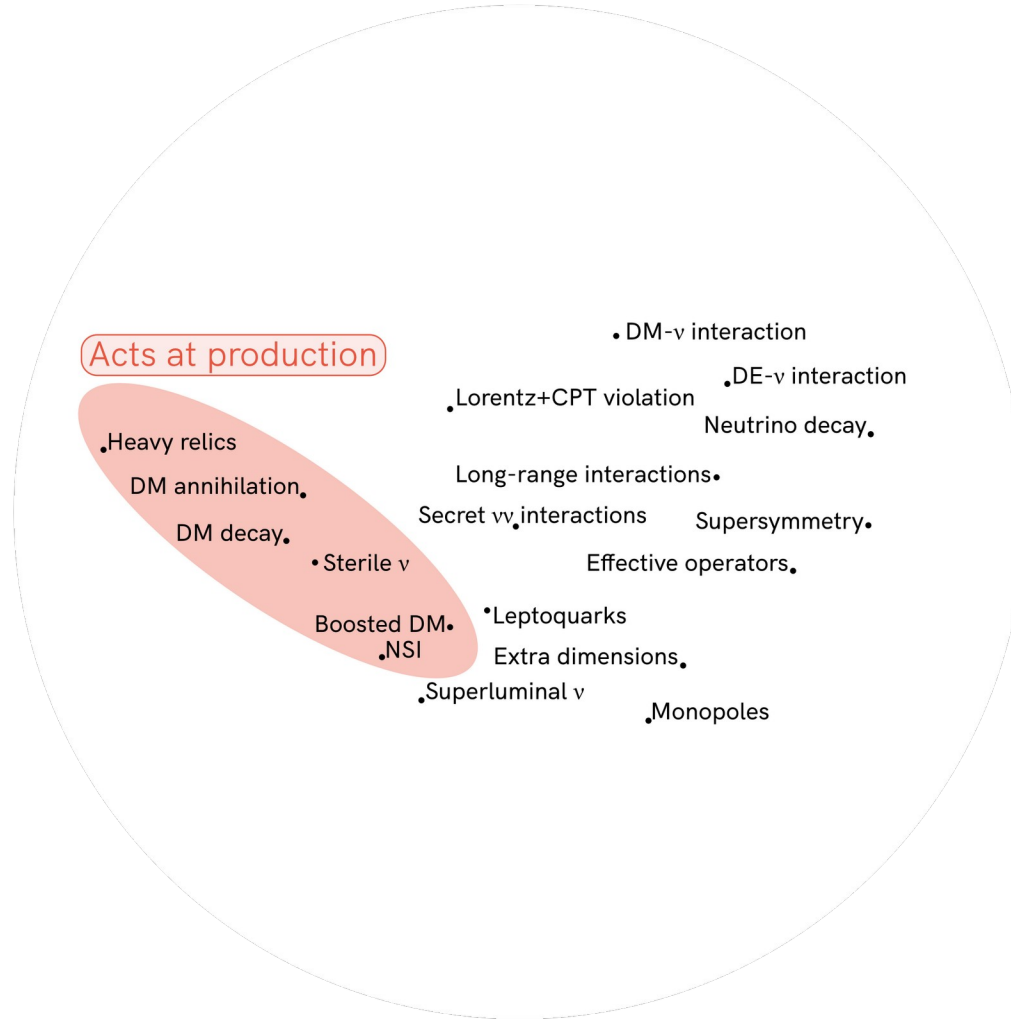 DM-ν interaction
Acts at production
DE-ν interaction
Lorentz+CPT violation
Neutrino decay
Heavy relics
Long-range interactions
DM annihilation
Secret νν interactions
Supersymmetry
DM decay
Sterile ν
Effective operators
Leptoquarks
Boosted DM
NSI
Extra dimensions
Superluminal ν
Monopoles